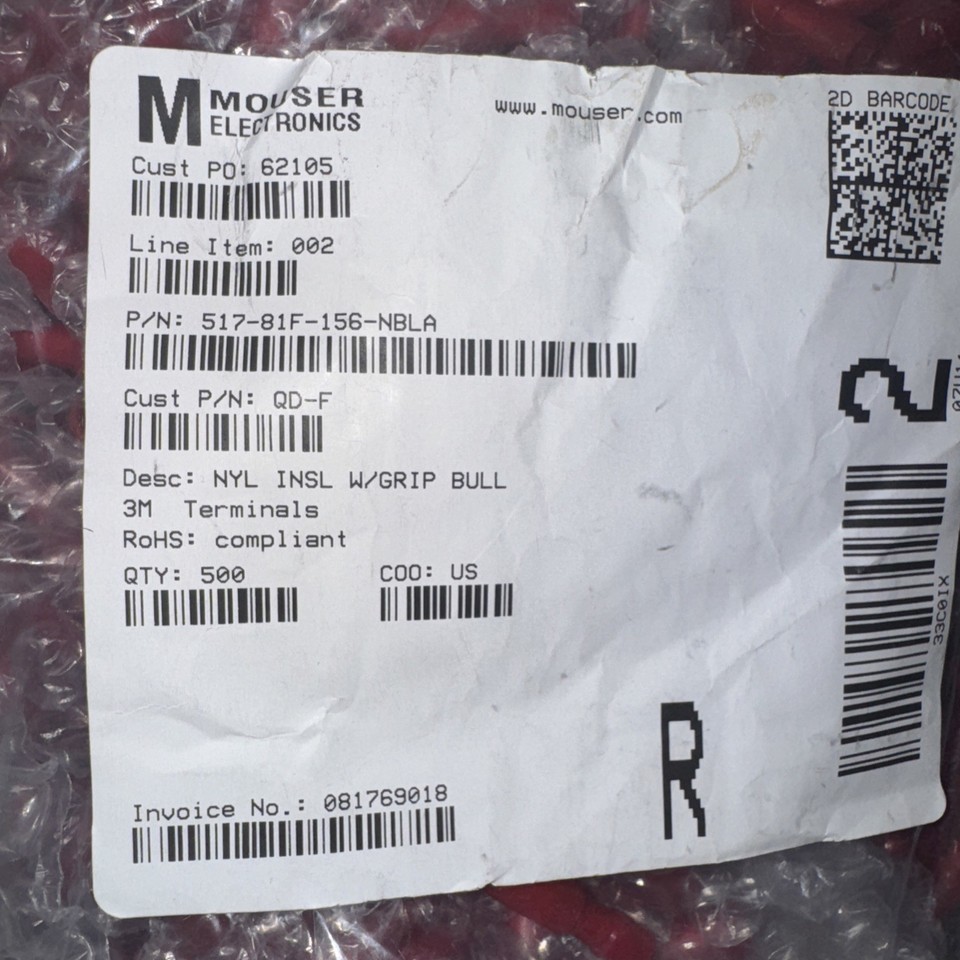 M MOUSER
ELECTRONICS
www.mouser.com
2D BARCODE
Cust PO: 62105
Line Item: 002
P/N: 517-81F-156-NBLA
Cust P/N: QD-F
Desc: NYL INSL W/GRIP BULL
3M Terminals
RoHS: compliant
QTY: 500
COO: US
Invoice No.: 081769018
R
2
33C0IX